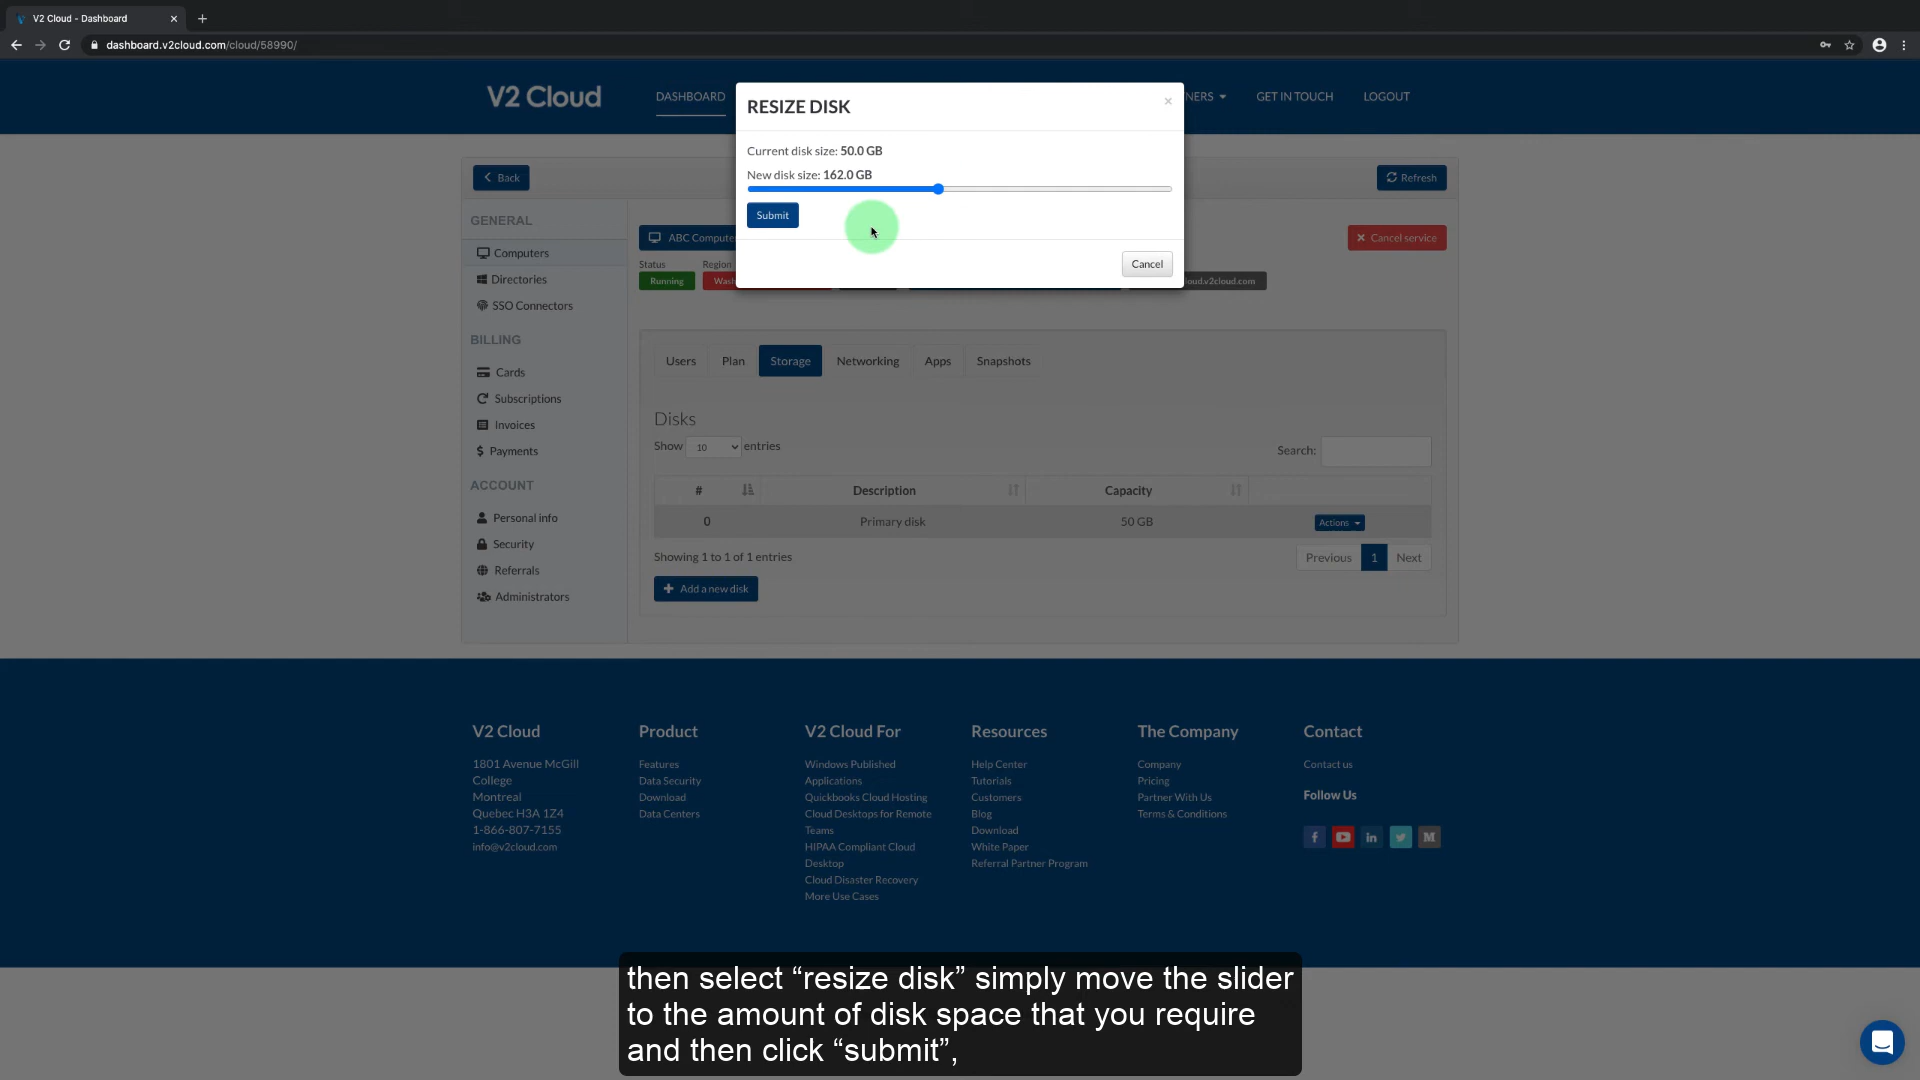 V2 Cloud - Dashboard
dashboard.v2cloud.com/cloud/58990/
V2 Cloud
DASHBOARD
NERS
GET IN TOUCH
LOGOUT
RESIZE DISK
×
Current disk size: 50.0 GB
New disk size: 162.0 GB
Submit
Cancel
Back
Refresh
GENERAL
Computers
Directories
SSO Connectors
BILLING
Cards
Subscriptions
Invoices
Payments
ACCOUNT
Personal info
Security
Referrals
Administrators
ABC Compute
Cancel service
Status
Region
Running
Wash
loud.v2cloud.com
Users
Plan
Storage
Networking
Apps
Snapshots
Disks
Show 10 entries
Search:
# Description Capacity
0 Primary disk 50 GB Actions
Showing 1 to 1 of 1 entries
Previous 1 Next
Add a new disk
V2 Cloud
1801 Avenue McGill
College
Montreal
Quebec H3A 1Z4
1-866-807-7155
info@v2cloud.com
Product
Features
Data Security
Download
Data Centers
V2 Cloud For
Windows Published
Applications
Quickbooks Cloud Hosting
Cloud Desktops for Remote
Teams
HIPAA Compliant Cloud
Desktop
Cloud Disaster Recovery
More Use Cases
Resources
Help Center
Tutorials
Customers
Blog
Download
White Paper
Referral Partner Program
The Company
Company
Pricing
Partner With Us
Terms & Conditions
Contact
Contact us
Follow Us
then select “resize disk” simply move the slider
to the amount of disk space that you require
and then click “submit”,